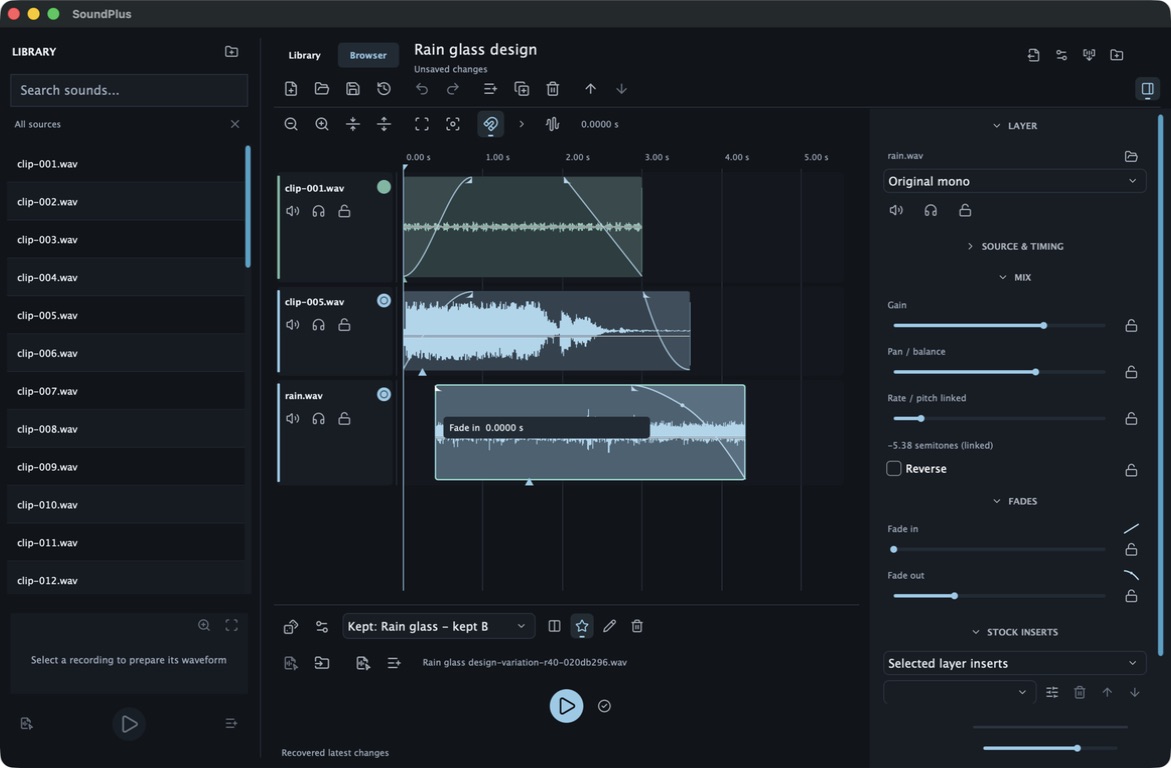 SoundPlus
LIBRARY
Search sounds...
All sources
clip-001.wav
clip-002.wav
clip-003.wav
clip-004.wav
clip-005.wav
clip-006.wav
clip-007.wav
clip-008.wav
clip-009.wav
clip-010.wav
clip-011.wav
clip-012.wav
Select a recording to prepare its waveform
Library
Browser
Rain glass design
Unsaved changes
0.0000 s
0.00 s
1.00 s
2.00 s
3.00 s
4.00 s
5.00 s
clip-001.wav
clip-005.wav
rain.wav
Fade in 0.0000 s
Kept: Rain glass – kept B
Rain glass design-variation-r40-020db296.wav
Recovered latest changes
LAYER
rain.wav
Original mono
SOURCE & TIMING
MIX
Gain
Pan / balance
Rate / pitch linked
−5.38 semitones (linked)
Reverse
FADES
Fade in
Fade out
STOCK INSERTS
Selected layer inserts